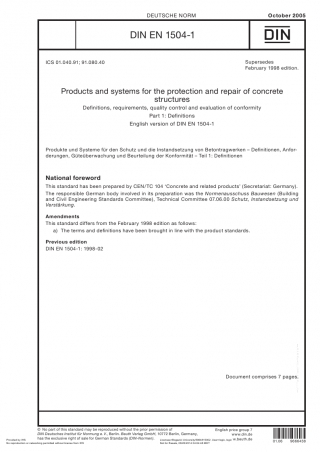 DEUTSCHE NORM
October 2005
DIN EN 1504-1
DIN
ICS 01.040.91; 91.080.40
Supersedes
February 1998 edition.
Products and systems for the protection and repair of concrete
structures
Definitions, requirements, quality control and evaluation of conformity
Part 1: Definitions
English version of DIN EN 1504-1
Produkte und Systeme für den Schutz und die Instandsetzung von Betontragwerken – Definitionen, Anfor-
derungen, Güteüberwachung und Beurteilung der Konformität – Teil 1: Definitionen
National foreword
This standard has been prepared by CEN/TC 104 ‘Concrete and related products’ (Secretariat: Germany).
The responsible German body involved in its preparation was the Normenausschuss Bauwesen (Building
and Civil Engineering Standards Committee), Technical Committee 07.06.00 Schutz, Instandsetzung und
Verstärkung.
Amendments
This standard differs from the February 1998 edition as follows:
a) The terms and definitions have been brought in line with the product standards.
Previous edition
DIN EN 1504-1: 1998-02
Document comprises 7 pages.
© No part of this standard may be reproduced without the prior permission of
DIN Deutsches Institut für Normung e. V., Berlin. Beuth Verlag GmbH, 10772 Berlin, Germany,
has the exclusive right of sale for German Standards (DIN-Normen).
English price group 7
www.din.de
www.beuth.de